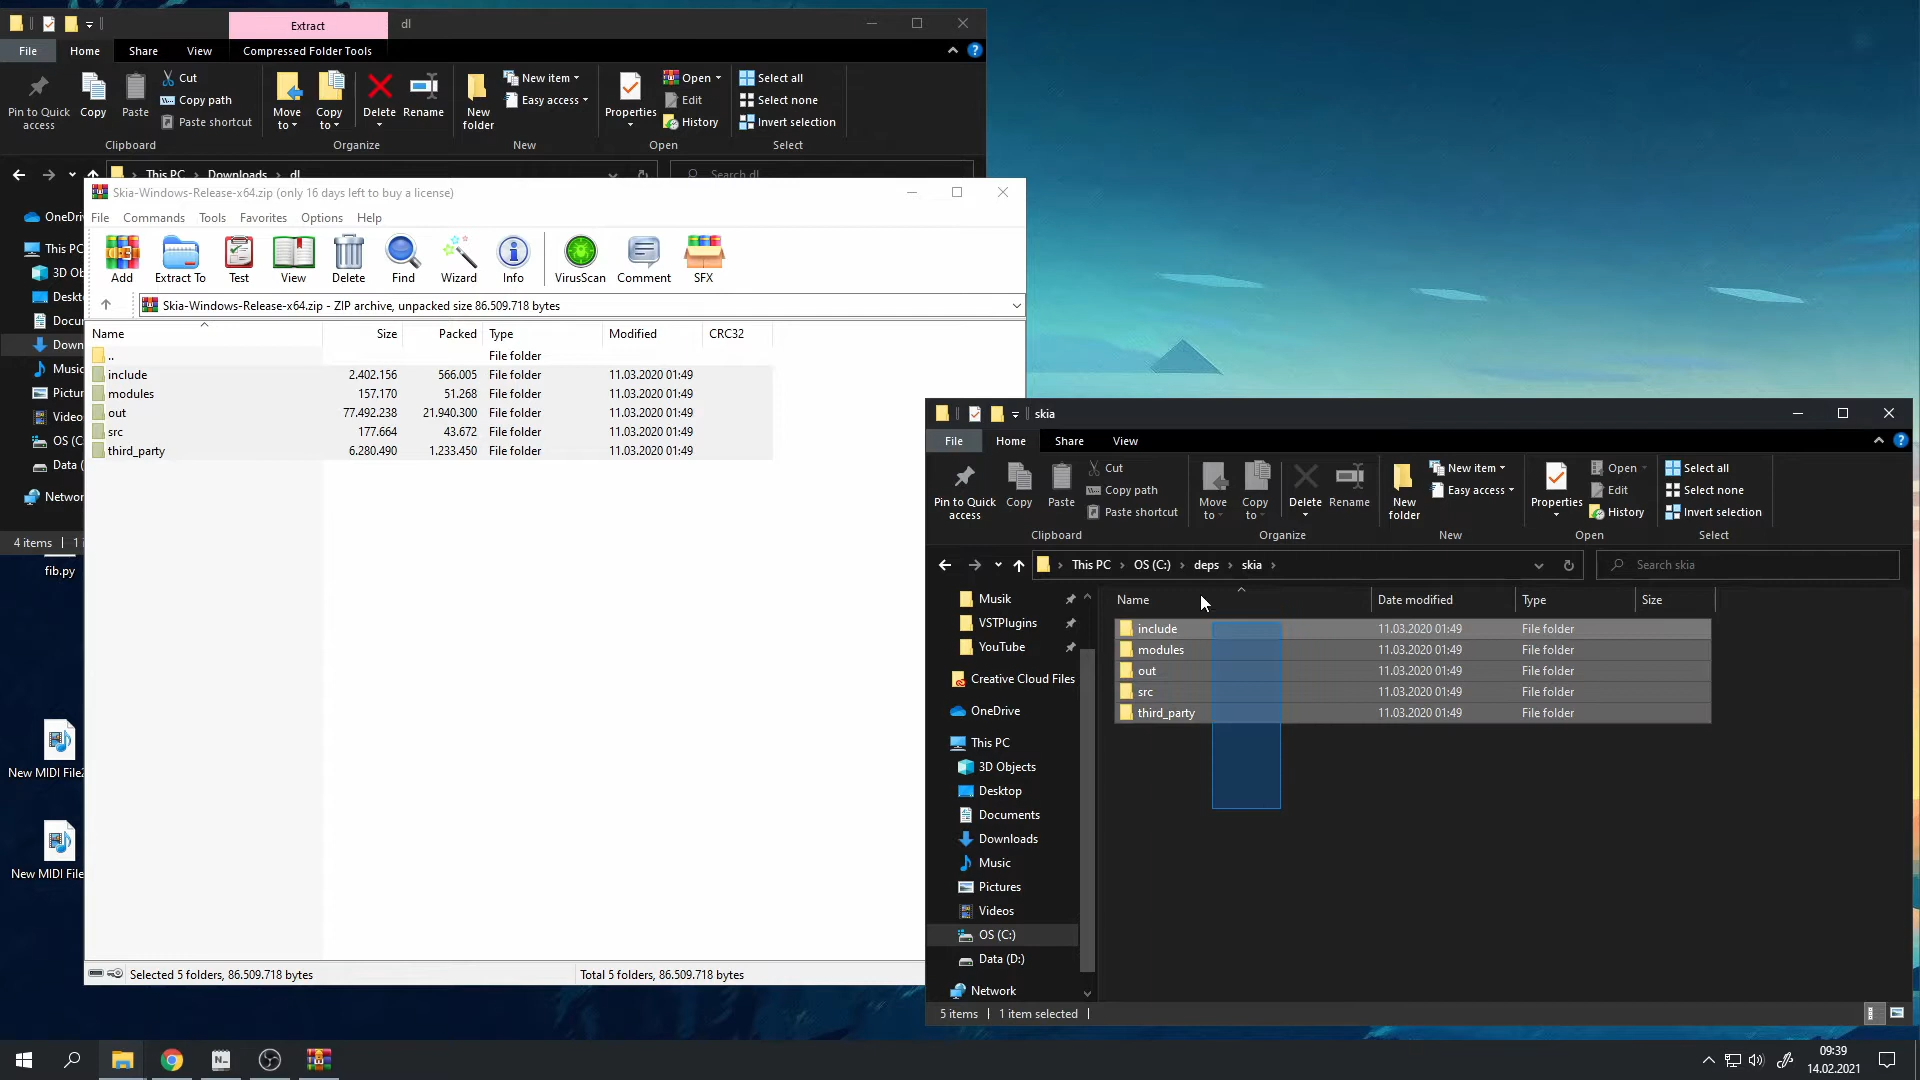 Extract
dl
File
Home
Share
View
Compressed Folder Tools
Pin to Quick
access
Copy
Paste
Cut
Copy path
Paste shortcut
Clipboard
Move
to
Copy
to
Delete
Rename
Organize
New
folder
New item
Easy access
New
Properties
Open
Edit
History
Open
Select all
Select none
Invert selection
Select
This PC
Downloads
dl
Search dl
OneDri
This PC
3D Ob
Deskt
Docu
Down
Music
Pictur
Video
OS (C
Data (
Networ
4 items
1
fib.py
New MIDI File2
New MIDI File
Skia-Windows-Release-x64.zip (only 16 days left to buy a license)
File Commands Tools Favorites Options Help
Add
Extract To
Test
View
Delete
Find
Wizard
Info
VirusScan
Comment
SFX
Skia-Windows-Release-x64.zip - ZIP archive, unpacked size 86.509.718 bytes
Name Size Packed Type Modified CRC32
.. File folder
include 2.402.156 566.005 File folder 11.03.2020 01:49
modules 157.170 51.268 File folder 11.03.2020 01:49
out 77.492.238 21.940.300 File folder 11.03.2020 01:49
src 177.664 43.672 File folder 11.03.2020 01:49
third_party 6.280.490 1.233.450 File folder 11.03.2020 01:49
Selected 5 folders, 86.509.718 bytes
Total 5 folders, 86.509.718 bytes
skia
File
Home
Share
View
Pin to Quick
access
Copy
Paste
Cut
Copy path
Paste shortcut
Clipboard
Move
to
Copy
to
Delete
Rename
Organize
New
folder
New item
Easy access
New
Properties
Open
Edit
History
Open
Select all
Select none
Invert selection
Select
This PC
OS (C:)
deps
skia
Search skia
Musik
VSTPlugins
YouTube
Creative Cloud Files
OneDrive
This PC
3D Objects
Desktop
Documents
Downloads
Music
Pictures
Videos
OS (C:)
Data (D:)
Network
Name Date modified Type Size
include 11.03.2020 01:49 File folder
modules 11.03.2020 01:49 File folder
out 11.03.2020 01:49 File folder
src 11.03.2020 01:49 File folder
third_party 11.03.2020 01:49 File folder
5 items
1 item selected
09:39
14.02.2021